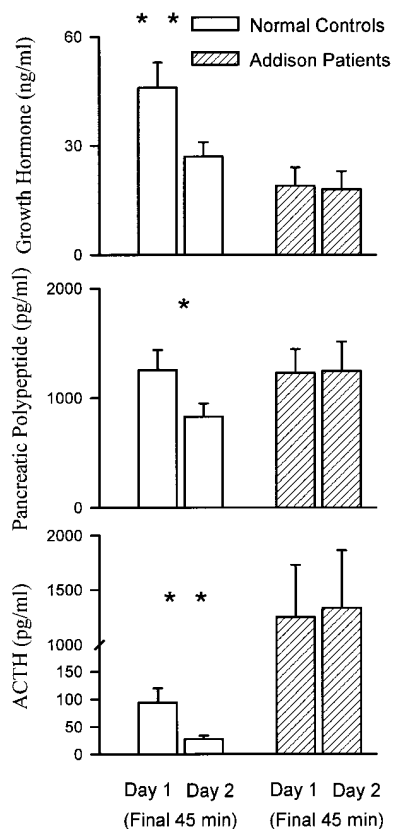 * *
Normal Controls
Addison Patients
Growth Hormone (ng/ml)
60
30
0
*
Pancreatic Polypeptide (pg/ml)
2000
1000
0
* *
ACTH (pg/ml)
2000
1500
1000
150
100
50
0
Day 1 Day 2 Day 1 Day 2
(Final 45 min) (Final 45 min)